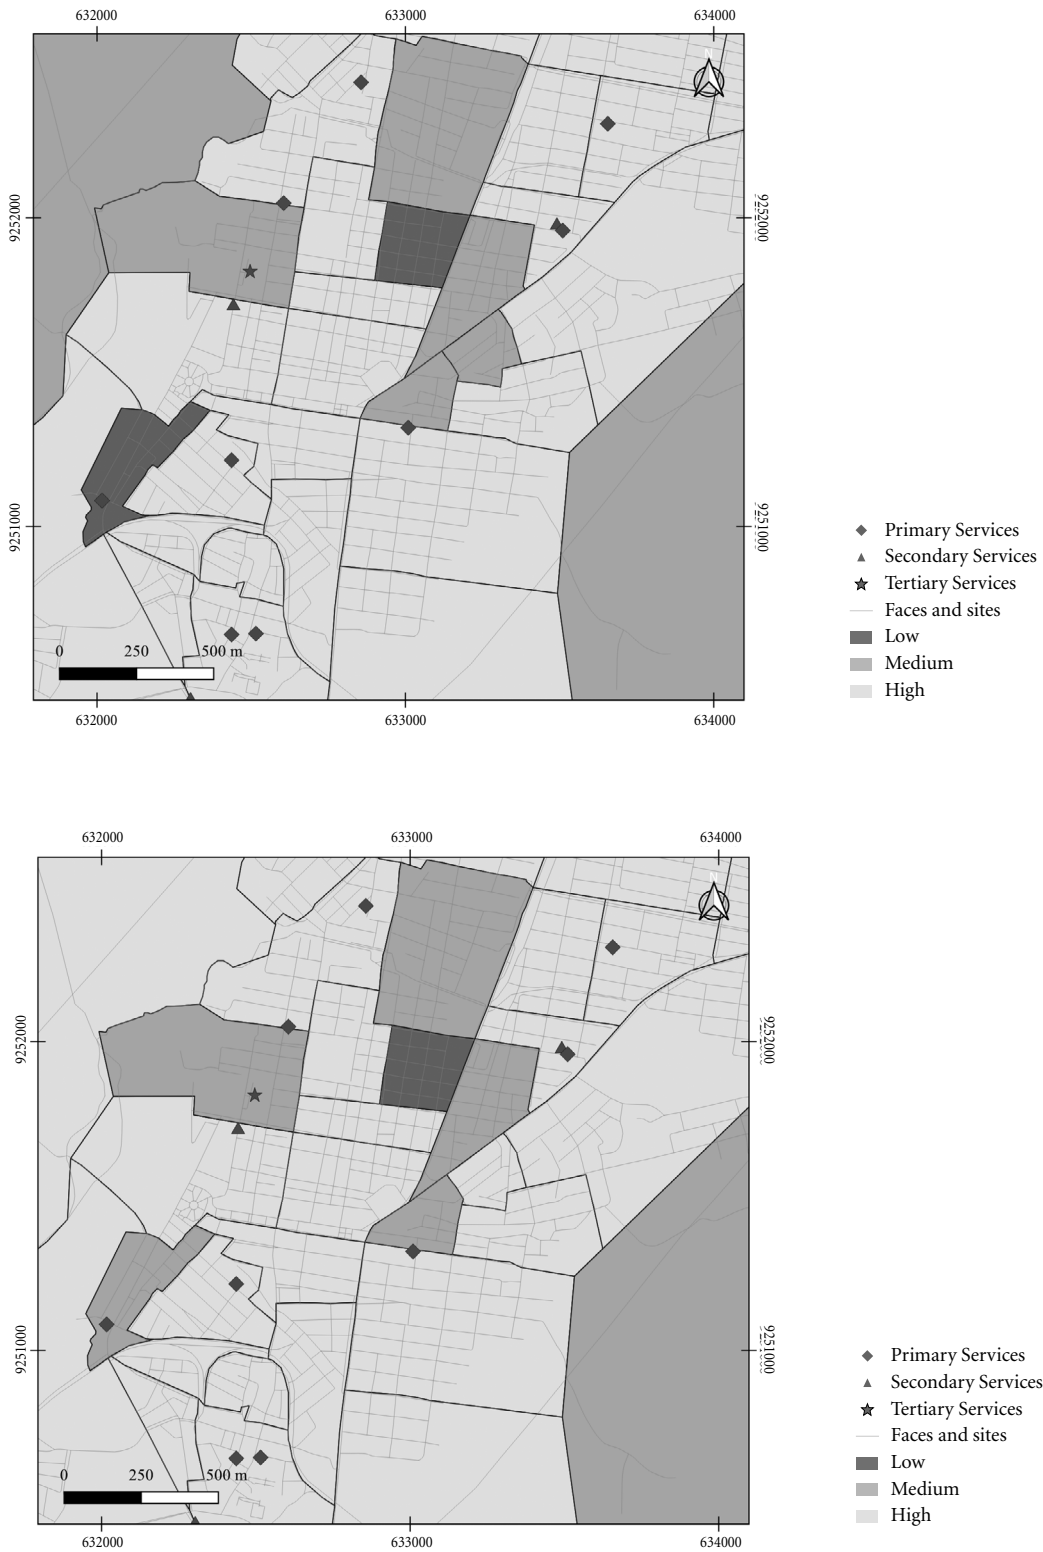 632000 633000 634000
N
9252000 9252000
9251000 9251000
Primary Services
Secondary Services
Tertiary Services
Faces and sites
Low
Medium
High
0 250 500 m
632000 633000 634000
632000 633000 634000
N
9252000 9252000
9251000 9251000
Primary Services
Secondary Services
Tertiary Services
Faces and sites
Low
Medium
High
0 250 500 m
632000 633000 634000